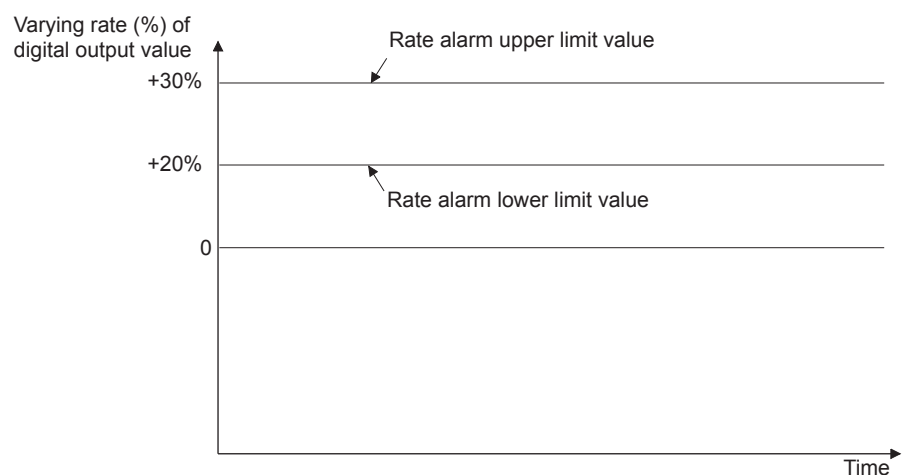 Varying rate (%) of
digital output value
Rate alarm upper limit value
+30%
+20%
Rate alarm lower limit value
0
Time